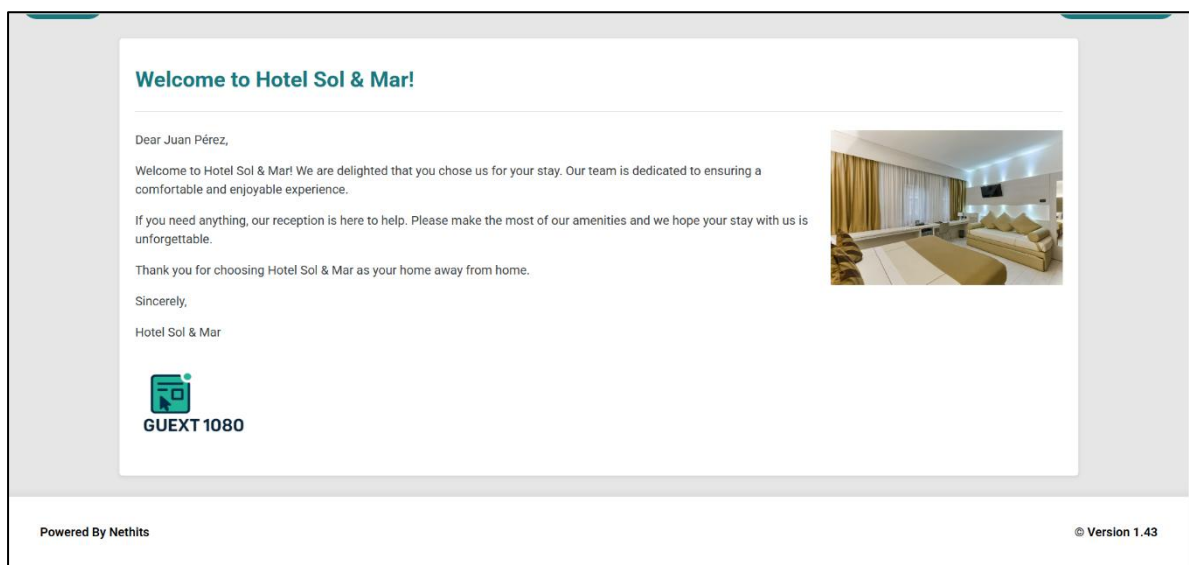 Welcome to Hotel Sol & Mar!
Dear Juan Pérez,
Welcome to Hotel Sol & Mar! We are delighted that you chose us for your stay. Our team is dedicated to ensuring a
comfortable and enjoyable experience.
If you need anything, our reception is here to help. Please make the most of our amenities and we hope your stay with us is
unforgettable.
Thank you for choosing Hotel Sol & Mar as your home away from home.
Sincerely,
Hotel Sol & Mar
GUEXT 1080
Powered By Nethits
© Version 1.43